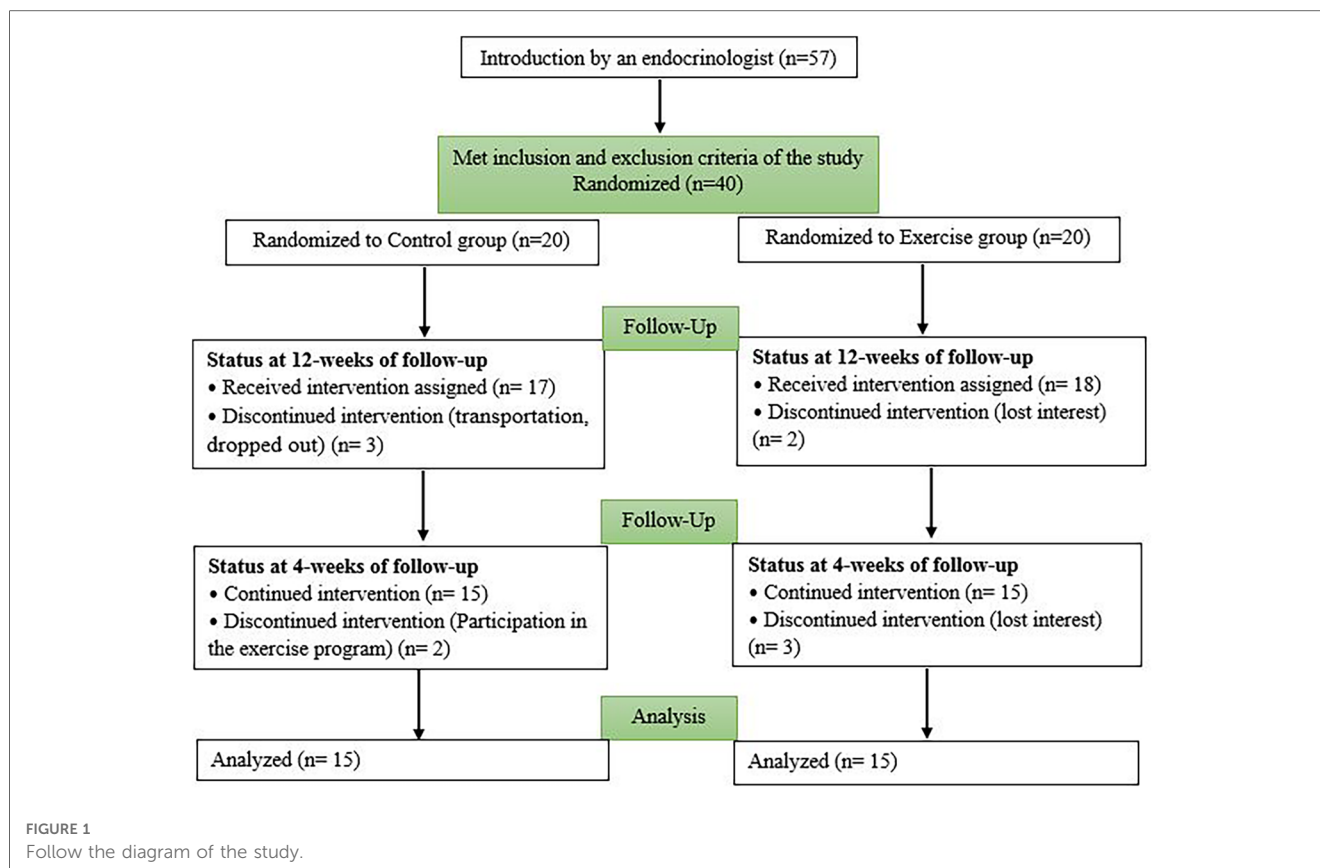 Introduction by an endocrinologist (n=57)
Met inclusion and exclusion criteria of the study
Randomized (n=40)
Randomized to Control group (n=20)
Randomized to Exercise group (n=20)
Follow-Up
Status at 12-weeks of follow-up
• Received intervention assigned (n= 17)
• Discontinued intervention (transportation,
dropped out) (n= 3)
Status at 12-weeks of follow-up
• Received intervention assigned (n= 18)
• Discontinued intervention (lost interest)
(n= 2)
Follow-Up
Status at 4-weeks of follow-up
• Continued intervention (n= 15)
• Discontinued intervention (Participation in
the exercise program) (n= 2)
Status at 4-weeks of follow-up
• Continued intervention (n= 15)
• Discontinued intervention (lost interest)
(n= 3)
Analysis
Analyzed (n= 15)
Analyzed (n= 15)
FIGURE 1
Follow the diagram of the study.